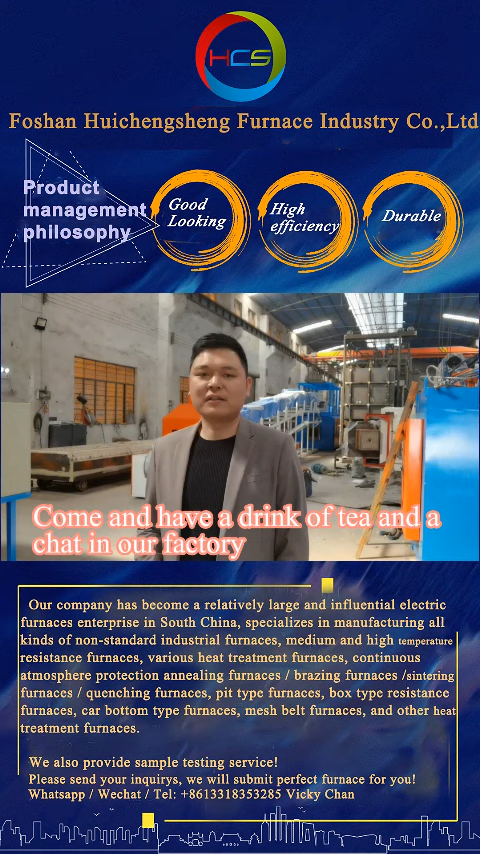 HCS
Foshan Huichengsheng Furnace Industry Co.,Ltd
Product
management
philosophy
Good
Looking
High
efficiency
Durable
Come and have a drink of tea and a
chat in our factory
Our company has become a relatively large and influential electric
furnaces enterprise in South China, specializes in manufacturing all
kinds of non-standard industrial furnaces, medium and high temperature
resistance furnaces, various heat treatment furnaces, continuous
atmosphere protection annealing furnaces / brazing furnaces /sintering
furnaces / quenching furnaces, pit type furnaces, box type resistance
furnaces, car bottom type furnaces, mesh belt furnaces, and other heat
treatment furnaces.
We also provide sample testing service!
Please send your inquirys, we will submit perfect furnace for you!
Whatsapp / Wechat / Tel: +8613318353285 Vicky Chan